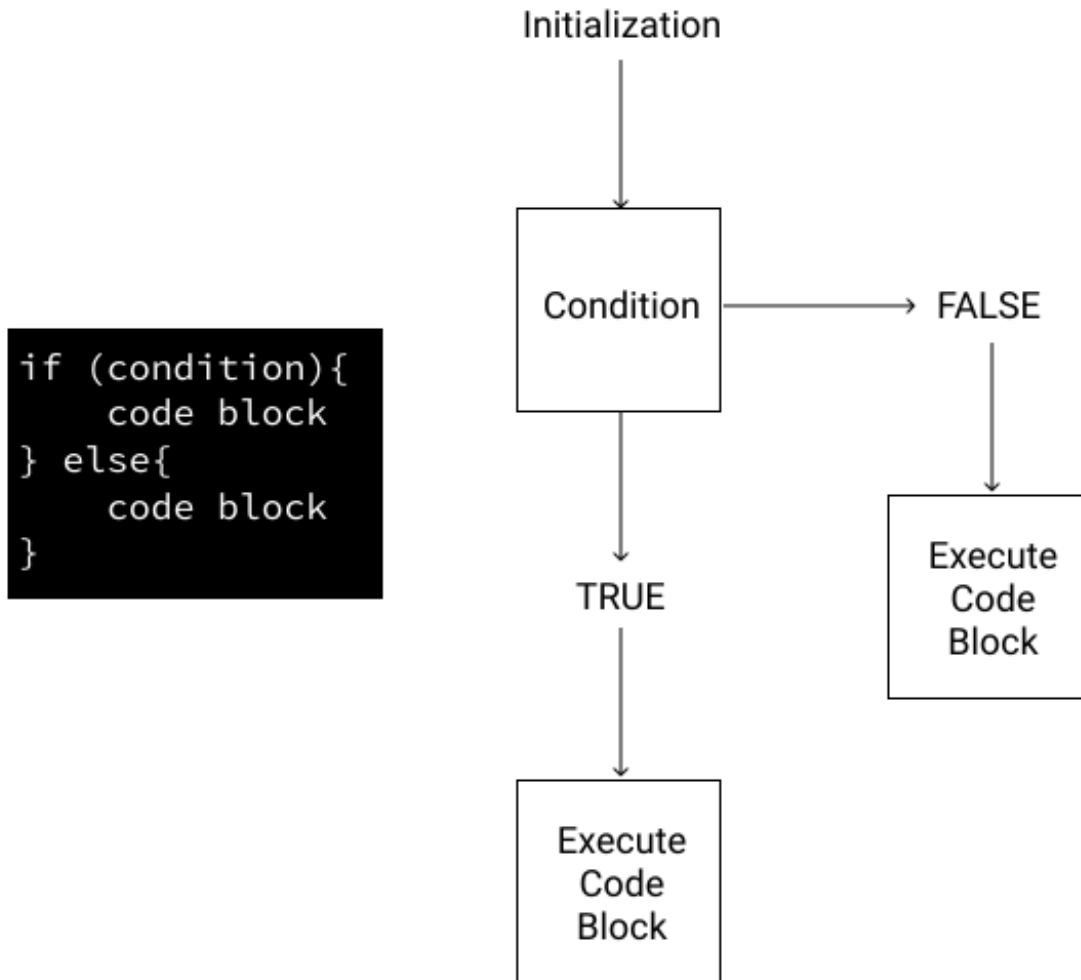 Initialization
Condition
FALSE
if (condition){
    code block
} else{
    code block
}
Execute
Code
Block
TRUE
Execute
Code
Block